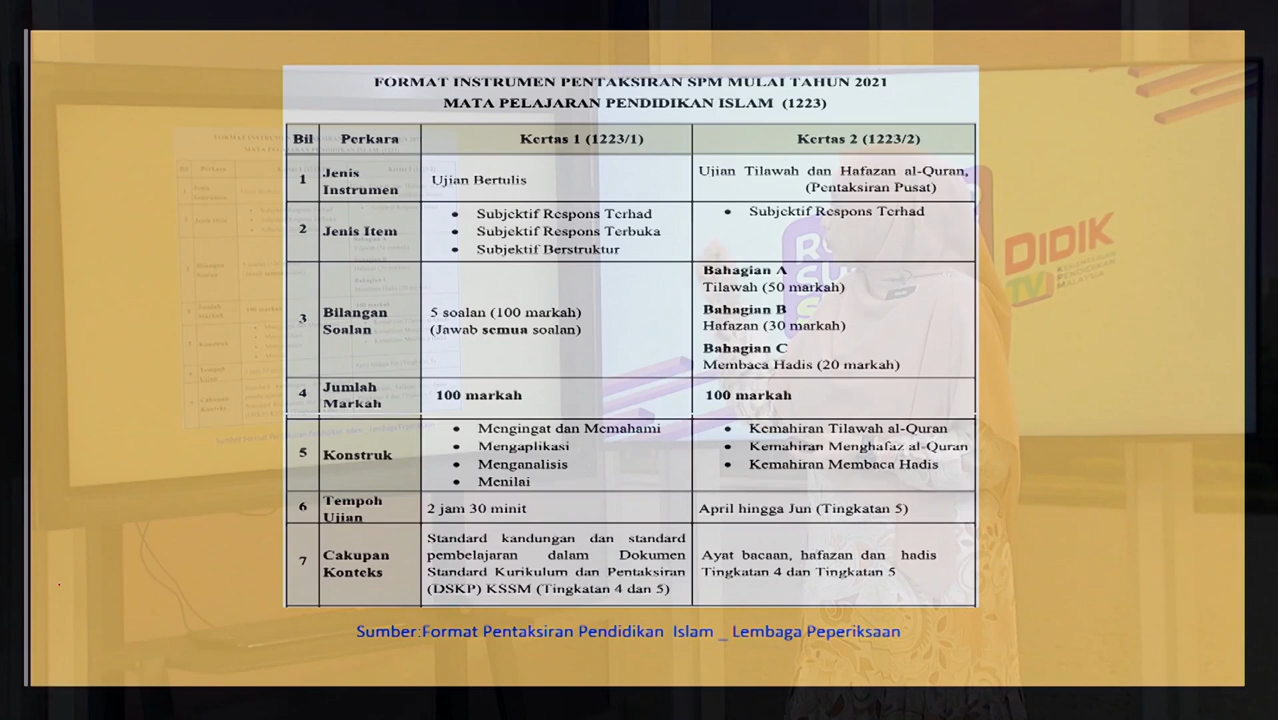 FORMAT INSTRUMEN PENTAKSIRAN SPM MULAI TAHUN 2021
MATA PELAJARAN PENDIDIKAN ISLAM (1223)
Bil Perkara Kertas 1 (1223/1) Kertas 2 (1223/2)
1 Jenis Instrumen Ujian Bertulis Ujian Tilawah dan Hafazan al-Quran, (Pentaksiran Pusat)
2 Jenis Item
• Subjektif Respons Terhad
• Subjektif Respons Terbuka
• Subjektif Berstruktur
• Subjektif Respons Terhad
3 Bilangan Soalan
5 soalan (100 markah)
(Jawab semua soalan)
Bahagian A
Tilawah (50 markah)
Bahagian B
Hafazan (30 markah)
Bahagian C
Membaca Hadis (20 markah)
4 Jumlah Markah 100 markah 100 markah
5 Konstruk
• Mengingat dan Memahami
• Mengaplikasi
• Menganalisis
• Menilai
• Kemahiran Tilawah al-Quran
• Kemahiran Menghafaz al-Quran
• Kemahiran Membaca Hadis
6 Tempoh Ujian 2 jam 30 minit April hingga Jun (Tingkatan 5)
7 Cakupan Konteks
Standard kandungan dan standard
pembelajaran dalam Dokumen
Standard Kurikulum dan Pentaksiran
(DSKP) KSSM (Tingkatan 4 dan 5)
Ayat bacaan, hafazan dan hadis
Tingkatan 4 dan Tingkatan 5
Sumber:Format Pentaksiran Pendidikan Islam _ Lembaga Peperiksaan
DIDIK
TV KEMENTERIAN
PENDIDIKAN
MALAYSIA